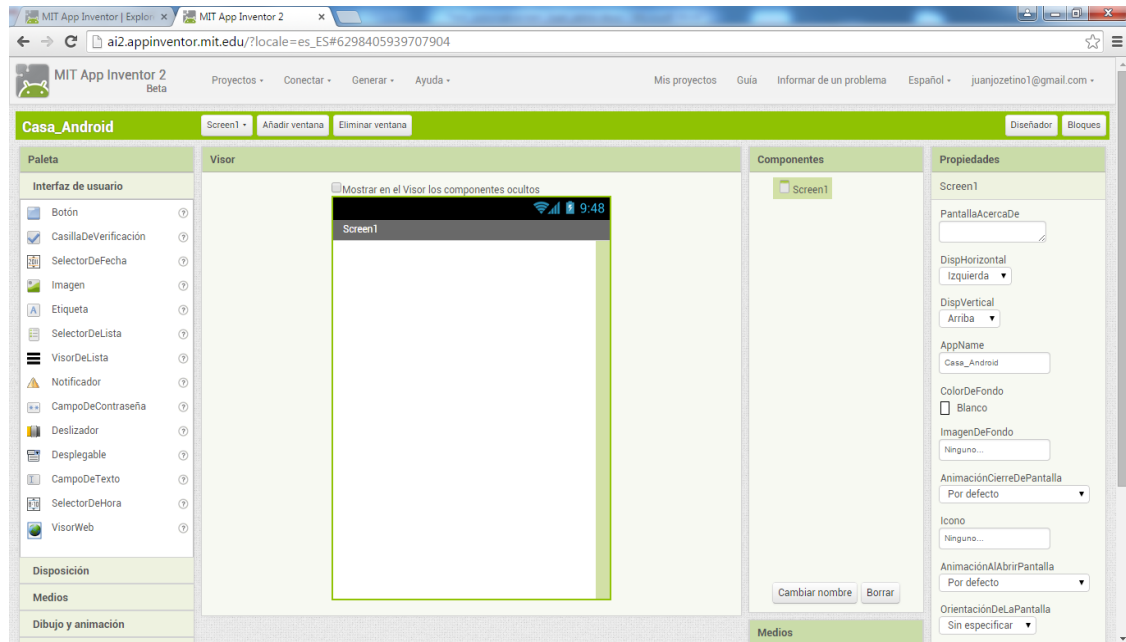 MIT App Inventor | Explor
MIT App Inventor 2
ai2.appinventor.mit.edu/?locale=es_ES#6298405939707904
MIT App Inventor 2
Beta
Proyectos Conectar Generar Ayuda Mis proyectos Guía Informar de un problema Español juanjozetino1@gmail.com
Casa_Android
Screen1 Añadir ventana Eliminar ventana Diseñador Bloques
Paleta
Interfaz de usuario
Botón
CasillaDeVerificación
SelectorDeFecha
Imagen
Etiqueta
SelectorDeLista
VisorDeLista
Notificador
CampoDeContraseña
Deslizador
Desplegable
CampoDeTexto
SelectorDeHora
VisorWeb
Disposición
Medios
Dibujo y animación
Visor
Mostrar en el Visor los componentes ocultos
9:48
Screen1
Componentes
Screen1
Cambiar nombre Borrar
Medios
Propiedades
Screen1
PantallaAcercaDe
DispHorizontal
Izquierda
DispVertical
Arriba
AppName
Casa_Android
ColorDeFondo
Blanco
ImagenDeFondo
Ninguno...
AnimaciónCierreDePantalla
Por defecto
Icono
Ninguno...
AnimaciónAlAbrirPantalla
Por defecto
OrientaciónDeLaPantalla
Sin especificar